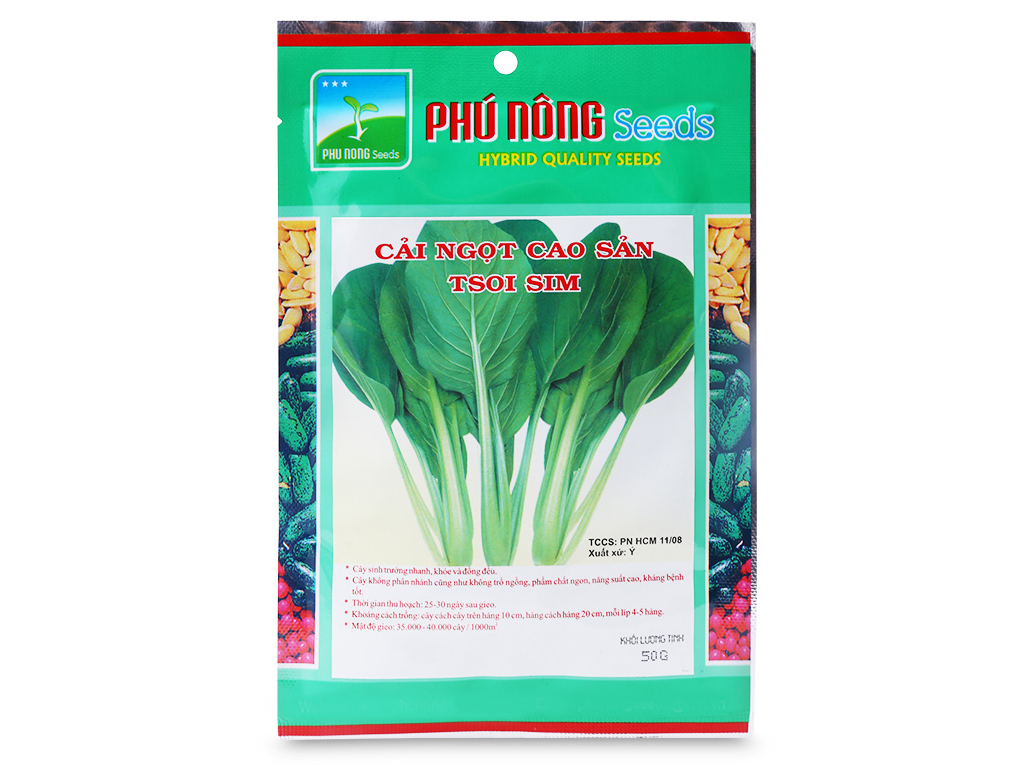 PHU NONG Seeds
PHÚ NÔNG Seeds
HYBRID QUALITY SEEDS
CẢI NGỌT CAO SẢN
TSOI SIM
TCCS: PN HCM 11/08
Xuất xứ: Ý
* Cây sinh trưởng nhanh, khỏe và đồng đều.
* Cây không phân nhánh cũng như không trổ ngồng, phẩm chất ngon, năng suất cao, kháng bệnh
tốt.
* Thời gian thu hoạch: 25-30 ngày sau gieo.
* Khoảng cách trồng: cây cách cây trên hàng 10 cm, hàng cách hàng 20 cm, mỗi líp 4-5 hàng.
* Mật độ gieo: 35.000 - 40.000 cây / 1000m²
KHỐI LƯỢNG TỊNH
50G